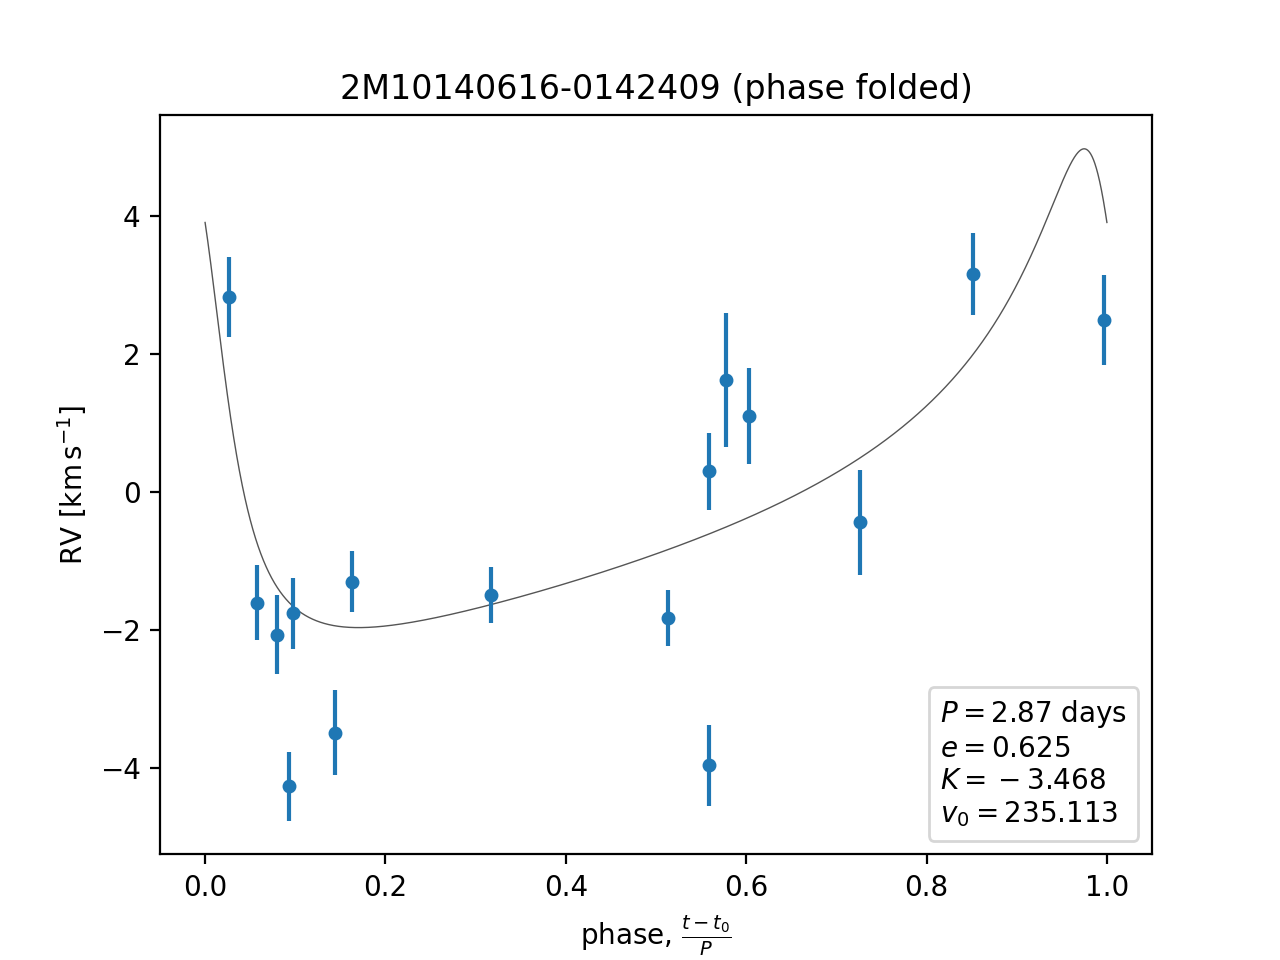 2M10140616-0142409 (phase folded)
RV [km s⁻¹]
4
2
0
−2
−4
P = 2.87 days
e = 0.625
K = −3.468
v₀ = 235.113
0.0 0.2 0.4 0.6 0.8 1.0
phase, (t − t₀)/P